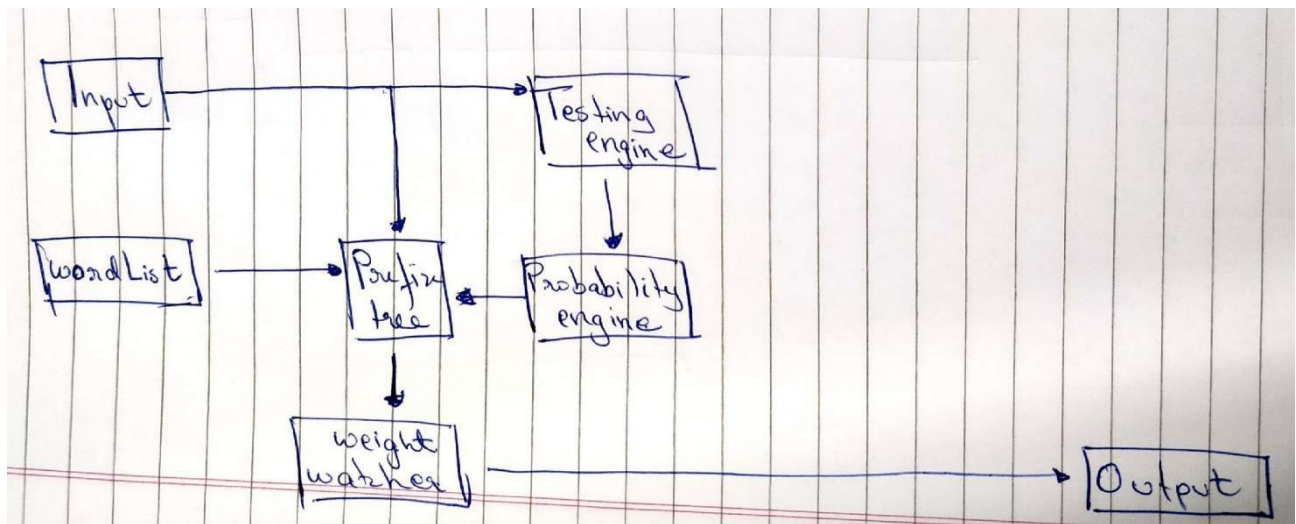 Input
Testing
engine
wordList
Prefix
tree
Probability
engine
weight
watcher
Output